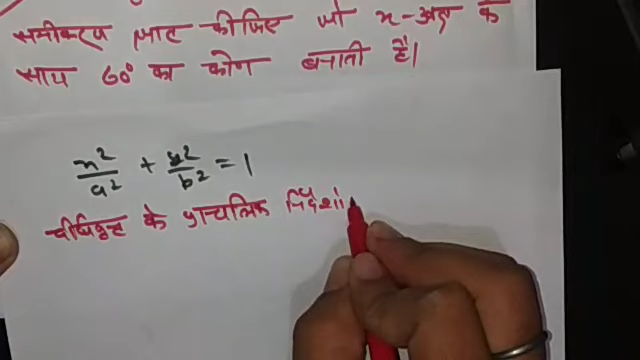 समीकरण ज्ञात कीजिए जो x-अक्ष के
साथ 60° का कोण बनाती है।
x²/a² + y²/b² = 1
दीर्घवृत्त के प्राचलिक